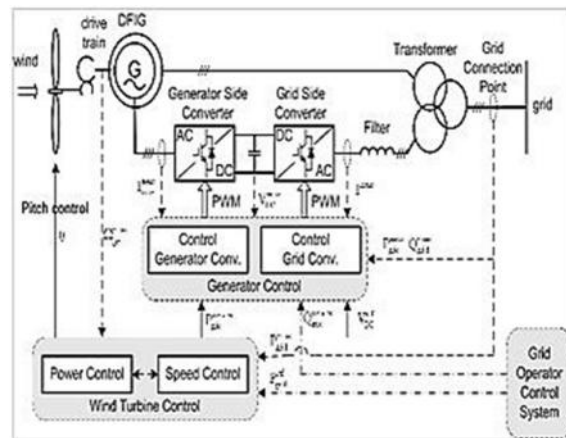 drive
train
DFIG
wind
G
Transformer
Grid
Connection
Point
grid
Generator Side
Converter
Grid Side
Converter
Filter
AC
DC
DC
AC
PWM
PWM
Pitch control
Control
Generator Conv.
Control
Grid Conv.
Generator Control
Power Control
Speed Control
Wind Turbine Control
Grid
Operator
Control
System